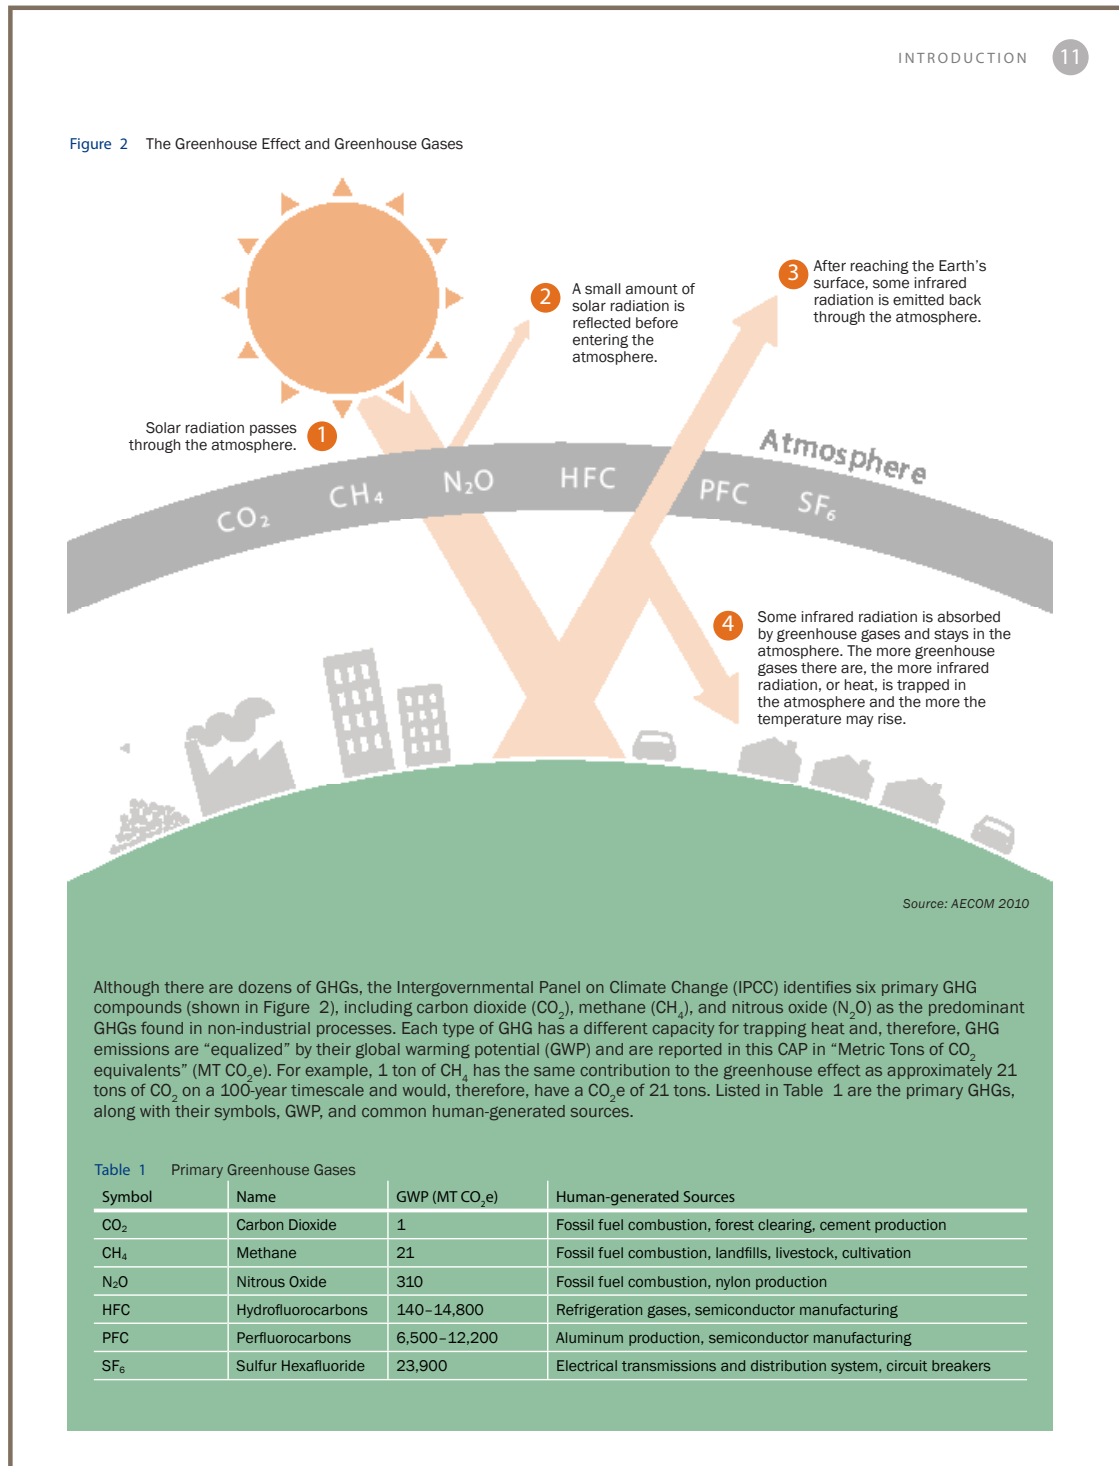 INTRODUCTION 11
Figure 2 The Greenhouse Effect and Greenhouse Gases
Solar radiation passes
through the atmosphere.
1
2
A small amount of
solar radiation is
reflected before
entering the
atmosphere.
3
After reaching the Earth's
surface, some infrared
radiation is emitted back
through the atmosphere.
Atmosphere
CO₂
CH₄
N₂O
HFC
PFC
SF₆
4
Some infrared radiation is absorbed
by greenhouse gases and stays in the
atmosphere. The more greenhouse
gases there are, the more infrared
radiation, or heat, is trapped in
the atmosphere and the more the
temperature may rise.
Source: AECOM 2010
Although there are dozens of GHGs, the Intergovernmental Panel on Climate Change (IPCC) identifies six primary GHG
compounds (shown in Figure 2), including carbon dioxide (CO₂), methane (CH₄), and nitrous oxide (N₂O) as the predominant
GHGs found in non-industrial processes. Each type of GHG has a different capacity for trapping heat and, therefore, GHG
emissions are “equalized” by their global warming potential (GWP) and are reported in this CAP in “Metric Tons of CO₂
equivalents” (MT CO₂e). For example, 1 ton of CH₄ has the same contribution to the greenhouse effect as approximately 21
tons of CO₂ on a 100-year timescale and would, therefore, have a CO₂e of 21 tons. Listed in Table 1 are the primary GHGs,
along with their symbols, GWP, and common human-generated sources.
Table 1 Primary Greenhouse Gases
Symbol Name GWP (MT CO₂e) Human-generated Sources
CO₂ Carbon Dioxide 1 Fossil fuel combustion, forest clearing, cement production
CH₄ Methane 21 Fossil fuel combustion, landfills, livestock, cultivation
N₂O Nitrous Oxide 310 Fossil fuel combustion, nylon production
HFC Hydrofluorocarbons 140–14,800 Refrigeration gases, semiconductor manufacturing
PFC Perfluorocarbons 6,500–12,200 Aluminum production, semiconductor manufacturing
SF₆ Sulfur Hexafluoride 23,900 Electrical transmissions and distribution system, circuit breakers